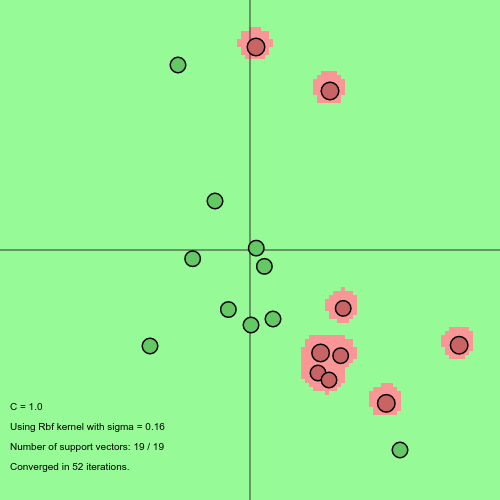 C = 1.0
Using Rbf kernel with sigma = 0.16
Number of support vectors: 19 / 19
Converged in 52 iterations.